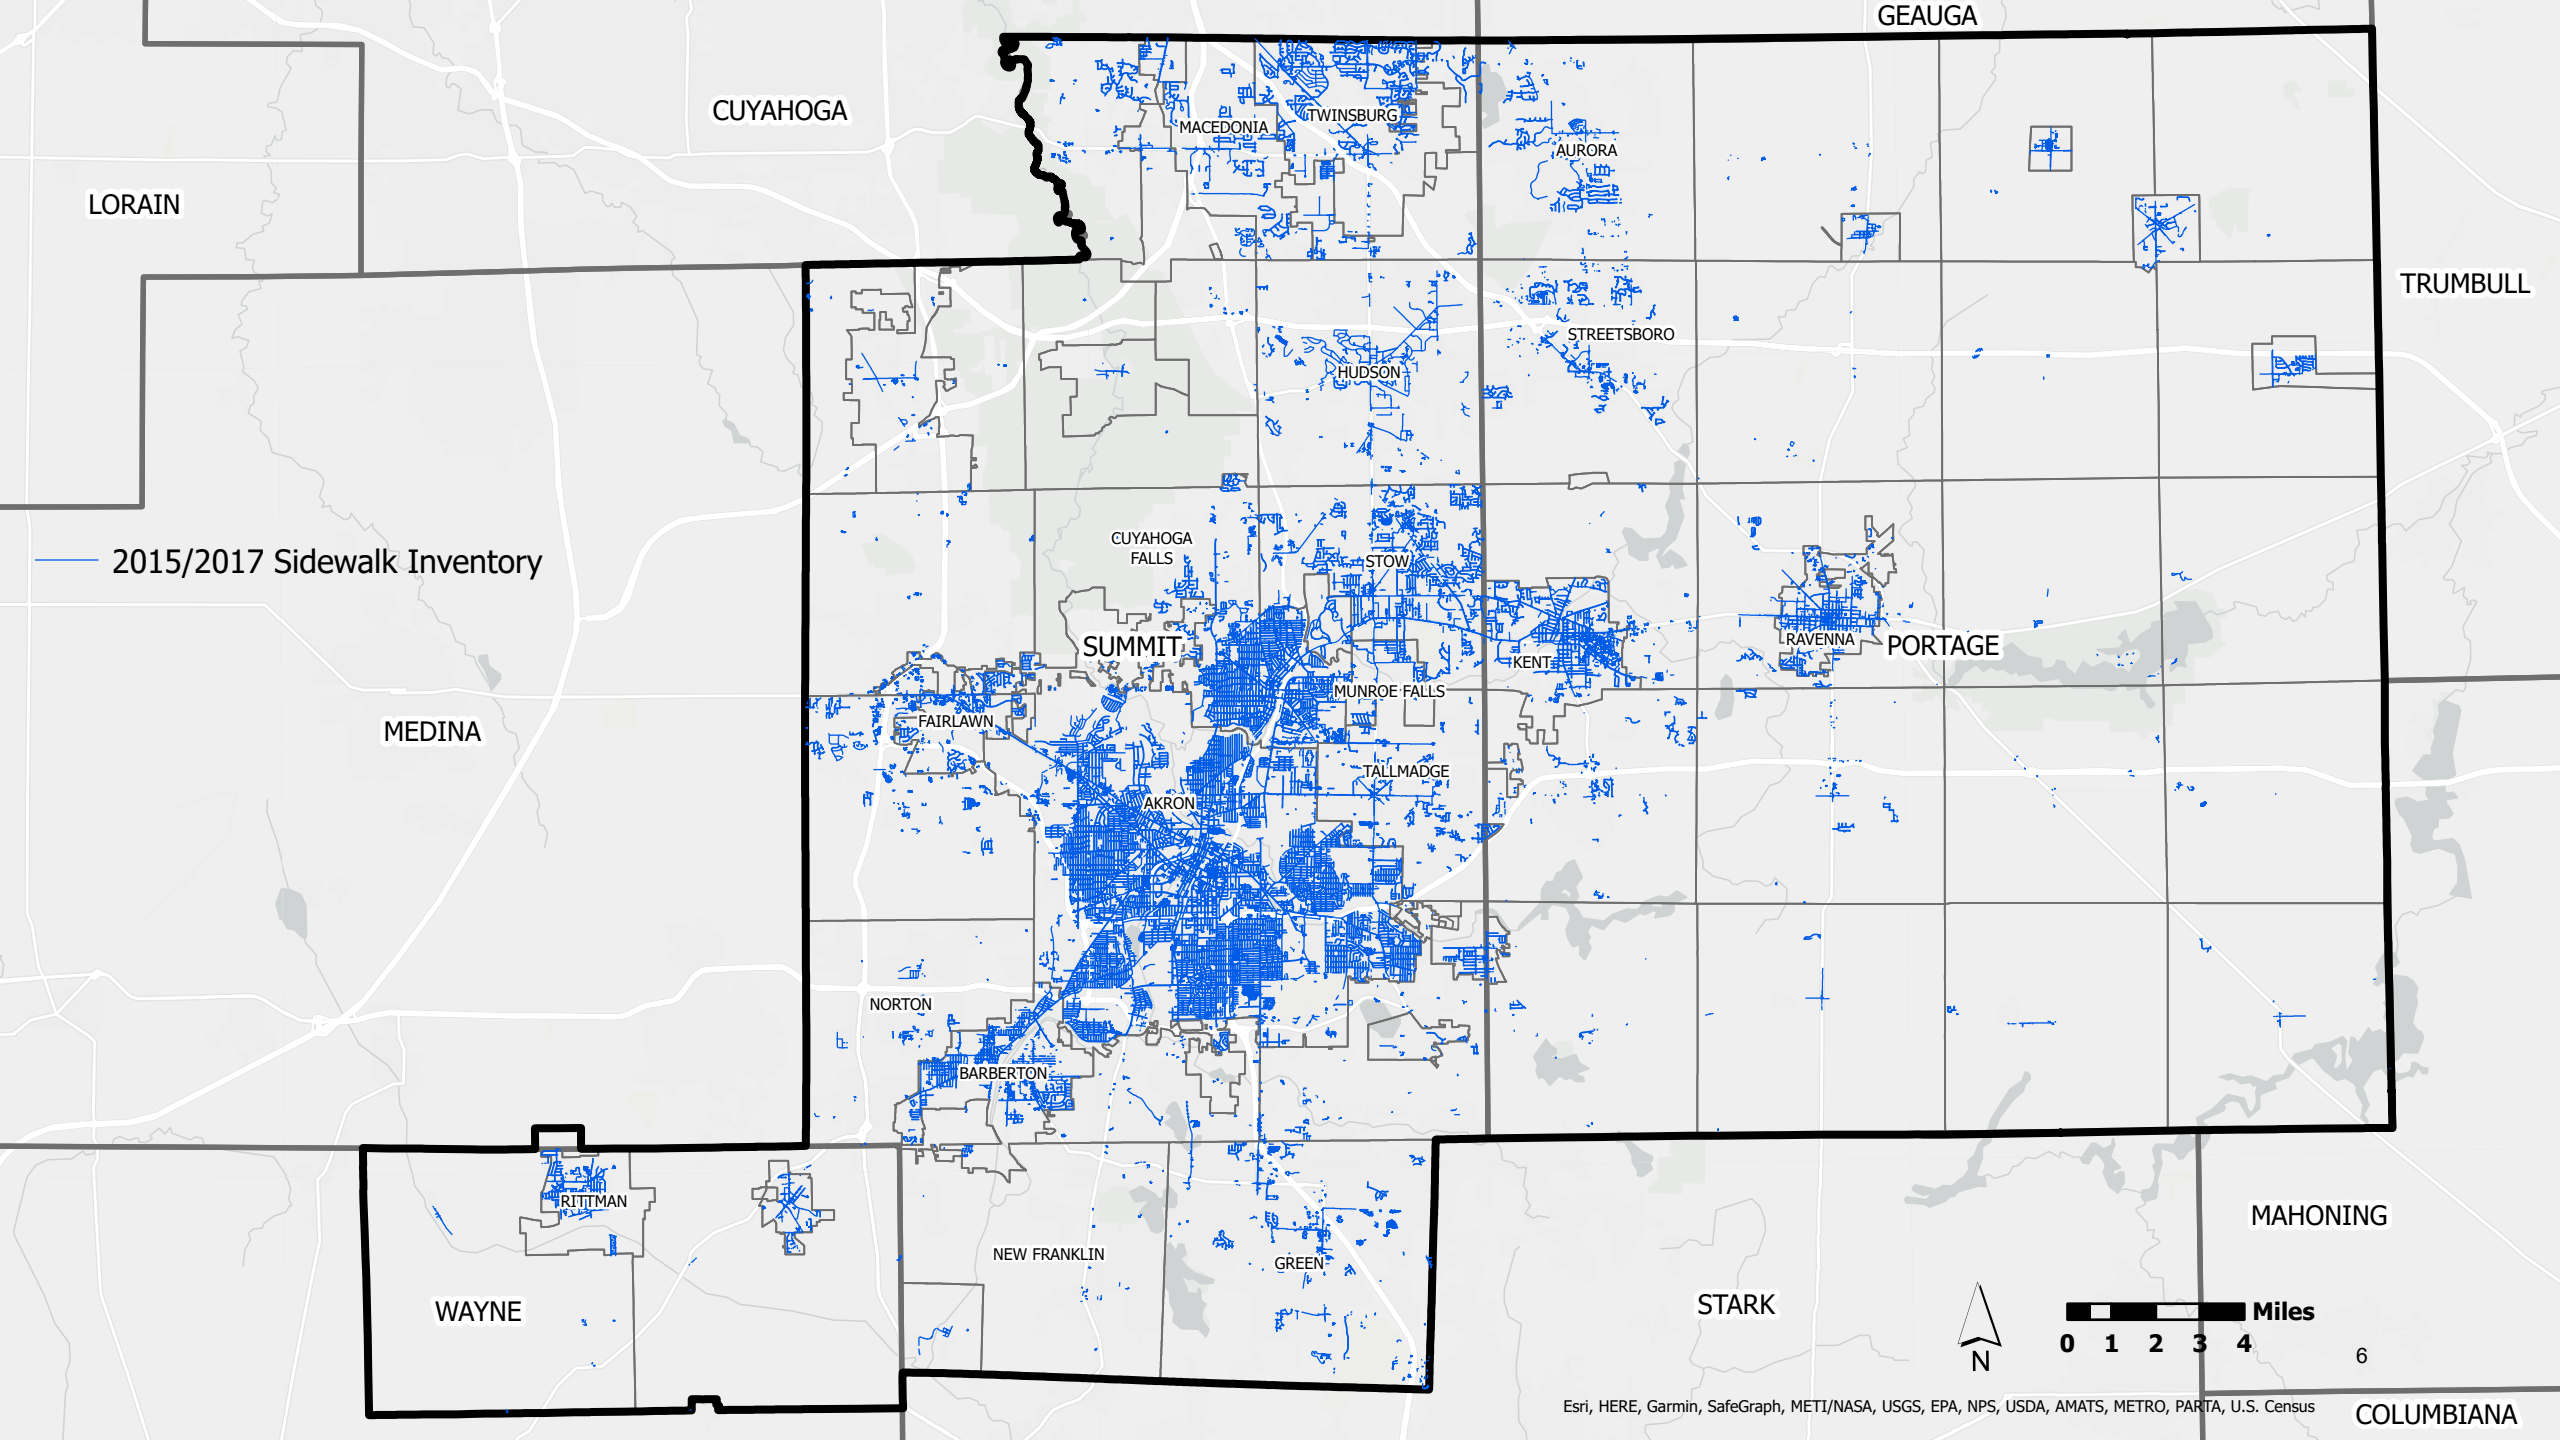 GEAUGA
CUYAHOGA
TWINSBURG
MACEDONIA
AURORA
LORAIN
TRUMBULL
STREETSBORO
HUDSON
CUYAHOGA
FALLS
STOW
2015/2017 Sidewalk Inventory
SUMMIT
RAVENNA
PORTAGE
KENT
MUNROE FALLS
FAIRLAWN
MEDINA
TALLMADGE
AKRON
NORTON
BARBERTON
RITTMAN
MAHONING
NEW FRANKLIN
GREEN
WAYNE
STARK
Miles
0 1 2 3 4
N
6
Esri, HERE, Garmin, SafeGraph, METI/NASA, USGS, EPA, NPS, USDA, AMATS, METRO, PARTA, U.S. Census
COLUMBIANA